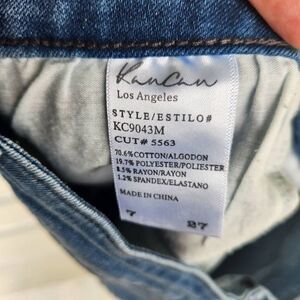 KanCan
Los Angeles
STYLE/ESTILO#
KC9043M
CUT# 5563
70.6%COTTON/ALGODON
19.7%POLYESTER/POLIESTER
8.5%RAYON/RAYON
1.2%SPANDEX/ELASTANO
MADE IN CHINA
7 27